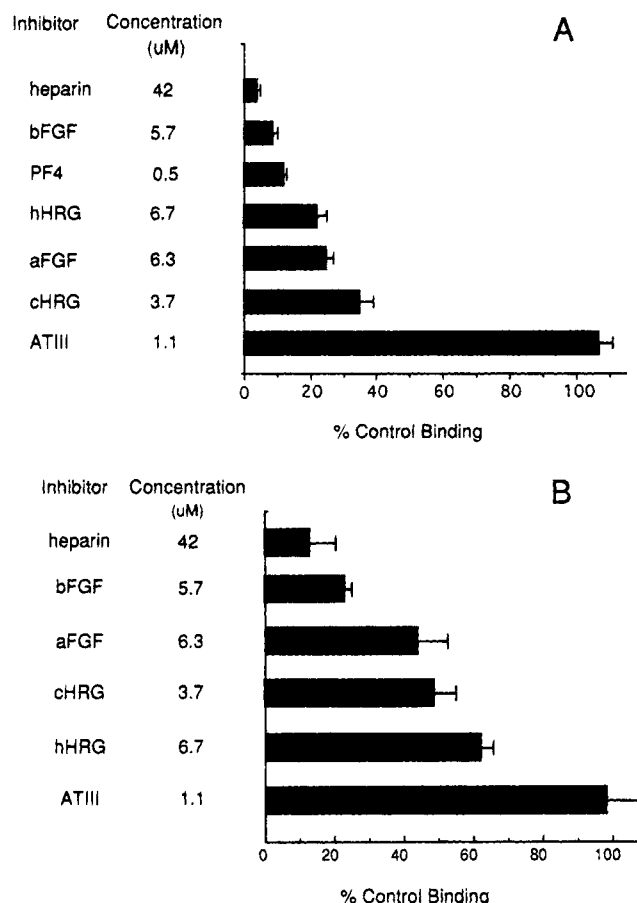 A
Inhibitor Concentration
(uM)
heparin 42
bFGF 5.7
PF4 0.5
hHRG 6.7
aFGF 6.3
cHRG 3.7
ATIII 1.1
0 20 40 60 80 100
% Control Binding
B
Inhibitor Concentration
(uM)
heparin 42
bFGF 5.7
aFGF 6.3
cHRG 3.7
hHRG 6.7
ATIII 1.1
0 20 40 60 80 100
% Control Binding